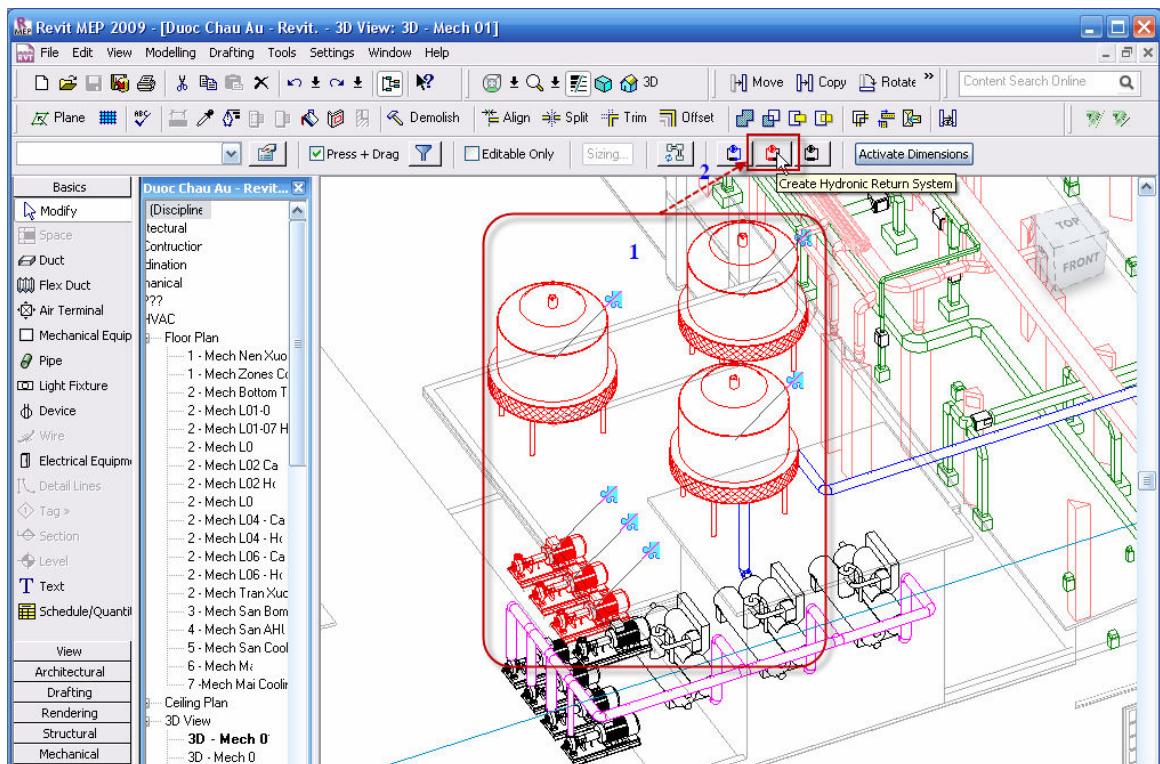 Revit MEP 2009 - [Duoc Chau Au - Revit. - 3D View: 3D - Mech 01]
File Edit View Modelling Drafting Tools Settings Window Help
3D Move Copy Rotate » Content Search Online
Plane Demolish Align Split Trim Offset
Press + Drag Editable Only Sizing... Activate Dimensions
2
Create Hydronic Return System
Basics
Modify
Space
Duct
Flex Duct
Air Terminal
Mechanical Equip
Pipe
Light Fixture
Device
Wire
Electrical Equipm
Detail Lines
Tag »
Section
Level
Text
Schedule/Quantit
View
Architectural
Drafting
Rendering
Structural
Mechanical
Duoc Chau Au - Revit...
(Discipline
tectural
Contructior
dination
hanical
???
HVAC
Floor Plan
1 - Mech Nen Xuo
1 - Mech Zones Co
2 - Mech Bottom T
2 - Mech L01-0
2 - Mech L01-07 H
2 - Mech L0
2 - Mech L02 Ca
2 - Mech L02 Ho
2 - Mech L0
2 - Mech L04 - Ca
2 - Mech L04 - Ho
2 - Mech L06 - Ca
2 - Mech L06 - Ho
2 - Mech Tran Xuo
3 - Mech San Bom
4 - Mech San AHU
5 - Mech San Cool
6 - Mech Ma
7 -Mech Mai Coolin
Ceiling Plan
3D View
3D - Mech 0
3D - Mech 0
1
TOP
FRONT